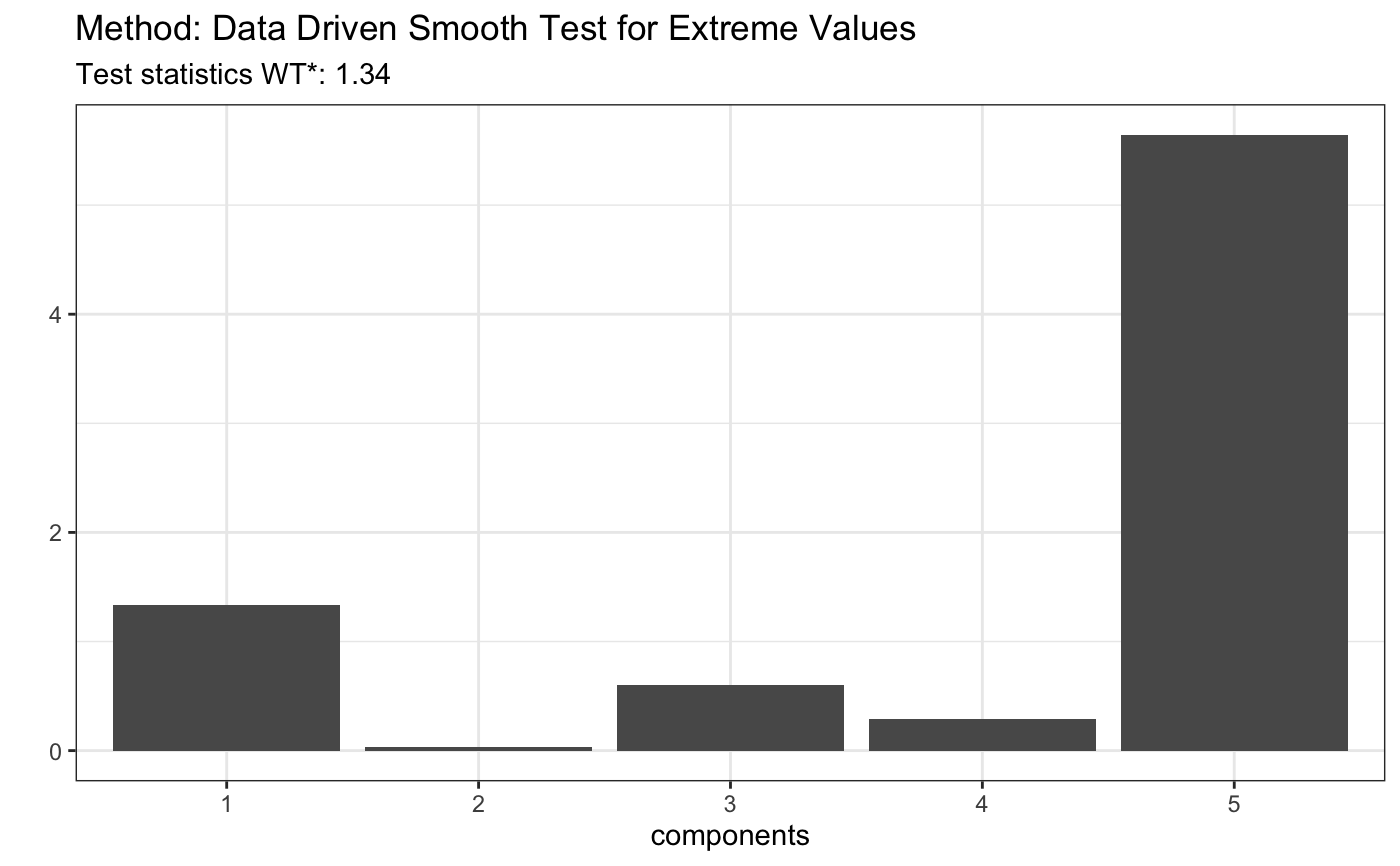 Method: Data Driven Smooth Test for Extreme Values
Test statistics WT*: 1.34
4
2
0
1 2 3 4 5
components